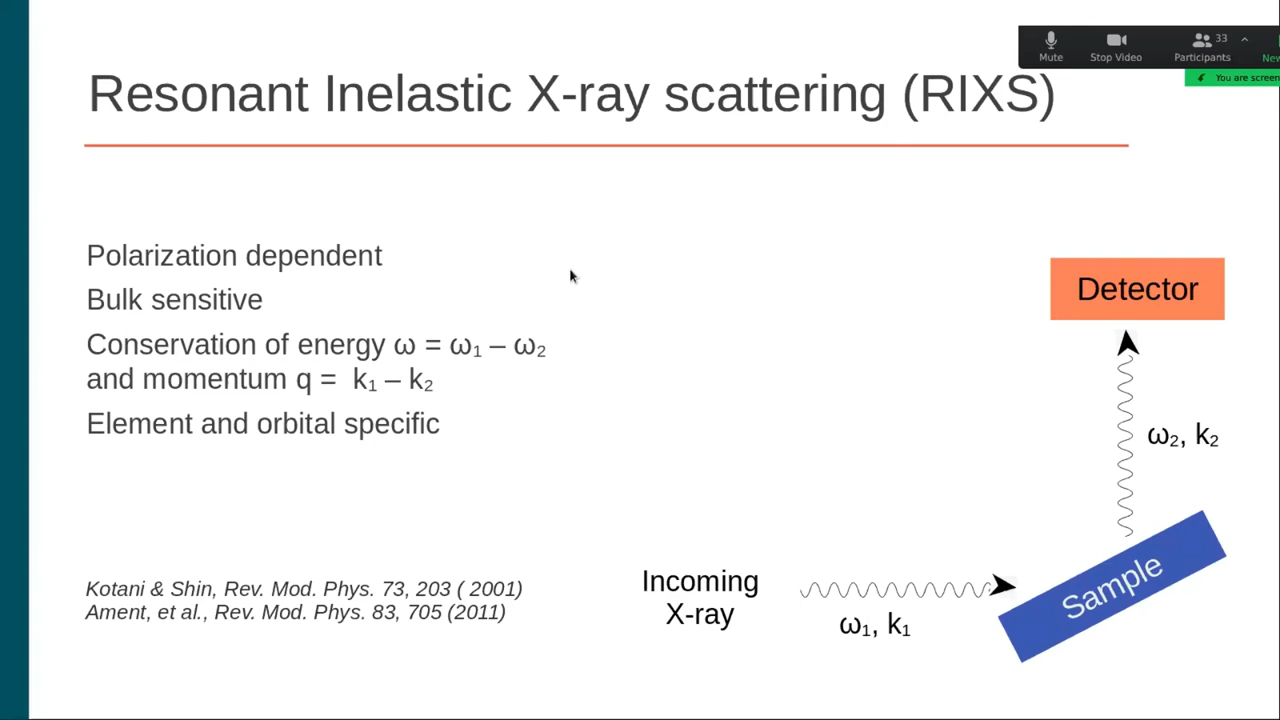 Resonant Inelastic X-ray scattering (RIXS)
33
Mute
Stop Video
Participants
You are
Polarization dependent
Bulk sensitive
Conservation of energy ω = ω₁ – ω₂
and momentum q = k₁ – k₂
Element and orbital specific
Detector
ω₂, k₂
Sample
Incoming
X-ray
ω₁, k₁
Kotani & Shin, Rev. Mod. Phys. 73, 203 ( 2001)
Ament, et al., Rev. Mod. Phys. 83, 705 (2011)